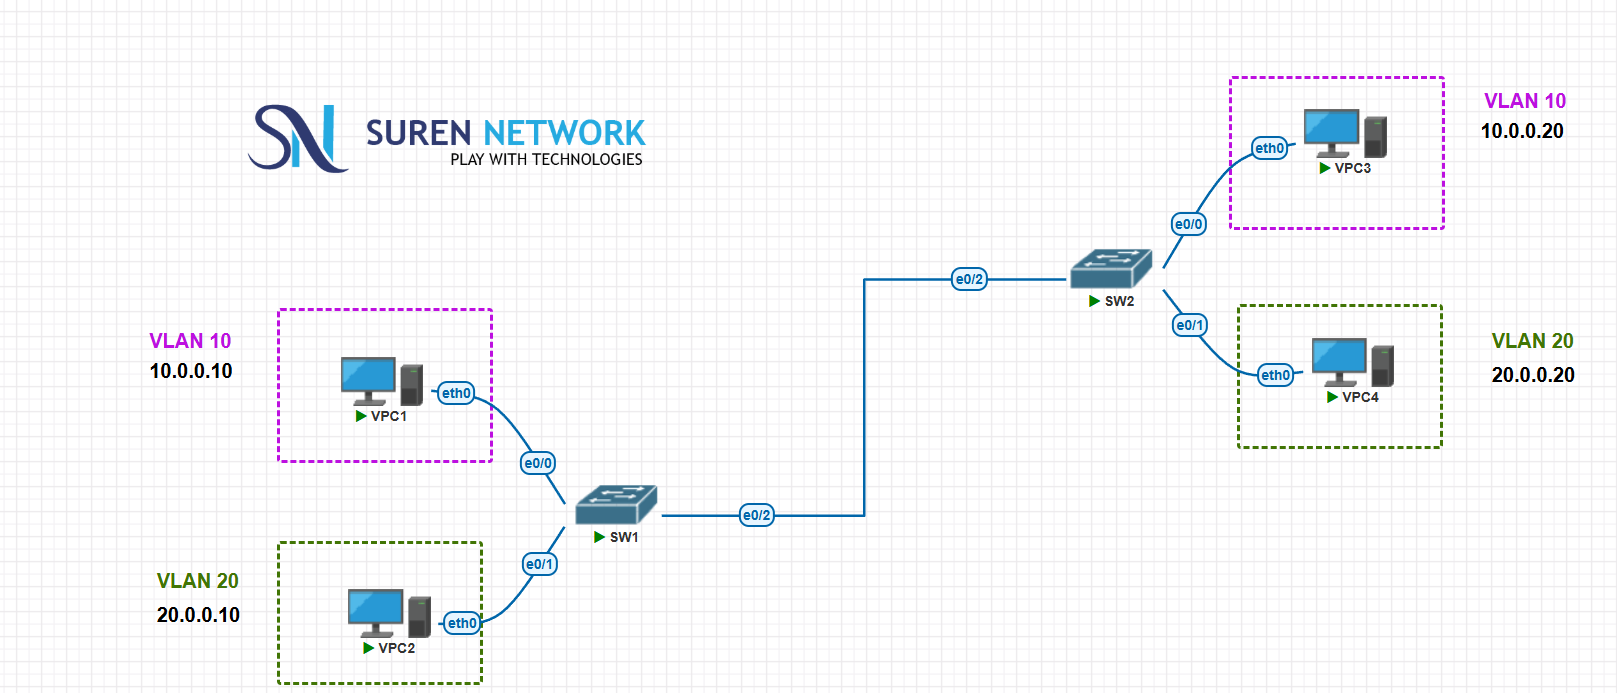 SUREN NETWORK
PLAY WITH TECHNOLOGIES
VLAN 10
10.0.0.20
eth0
VPC3
e0/0
e0/2
SW2
e0/1
VLAN 20
20.0.0.20
eth0
VPC4
VLAN 10
10.0.0.10
eth0
VPC1
e0/0
e0/2
SW1
e0/1
VLAN 20
20.0.0.10
eth0
VPC2